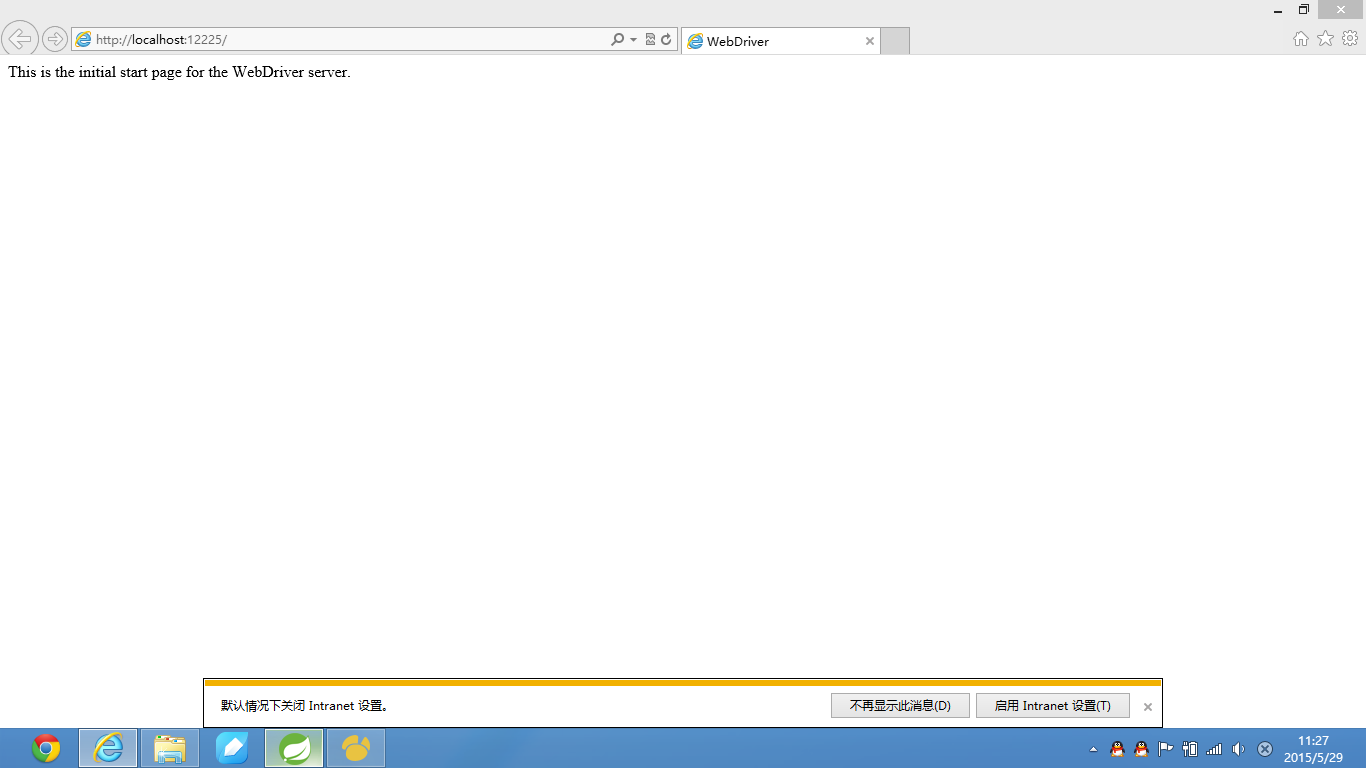 http://localhost:12225/
WebDriver
This is the initial start page for the WebDriver server.
默认情况下关闭 Intranet 设置。
不再显示此消息(D)
启用 Intranet 设置(T)
11:27
2015/5/29